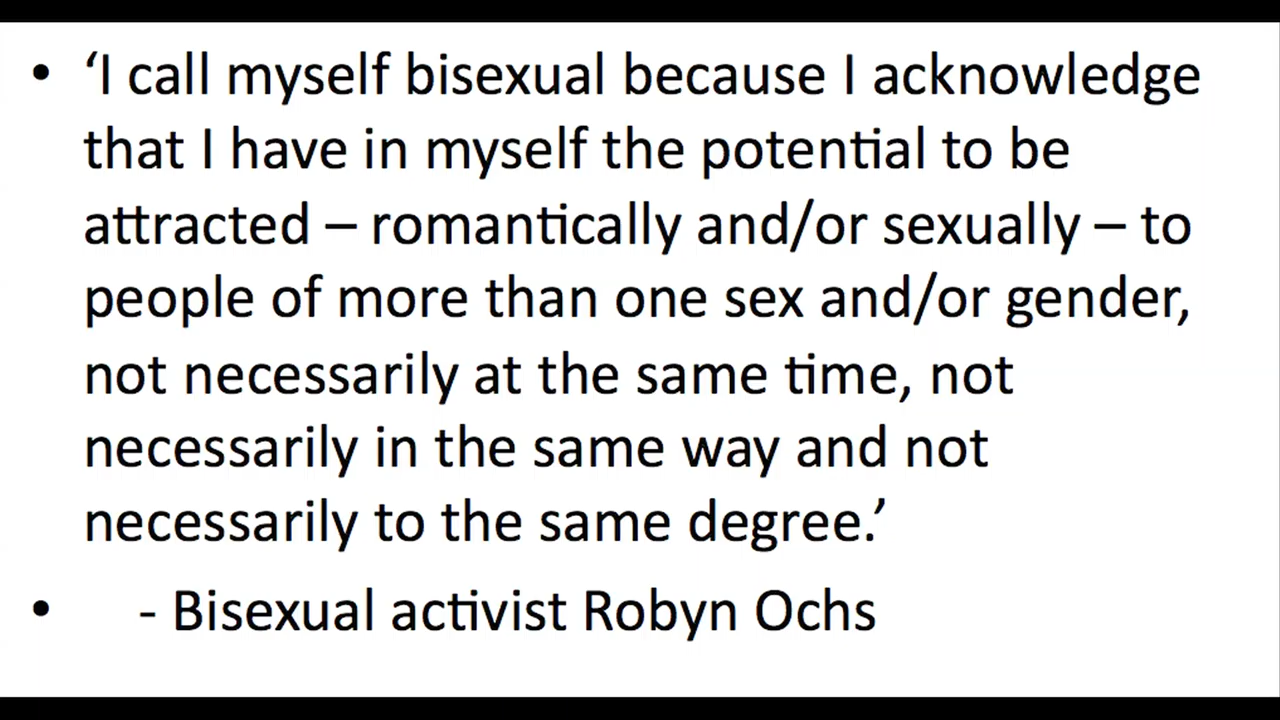 • ‘I call myself bisexual because I acknowledge
that I have in myself the potential to be
attracted – romantically and/or sexually – to
people of more than one sex and/or gender,
not necessarily at the same time, not
necessarily in the same way and not
necessarily to the same degree.’
• - Bisexual activist Robyn Ochs